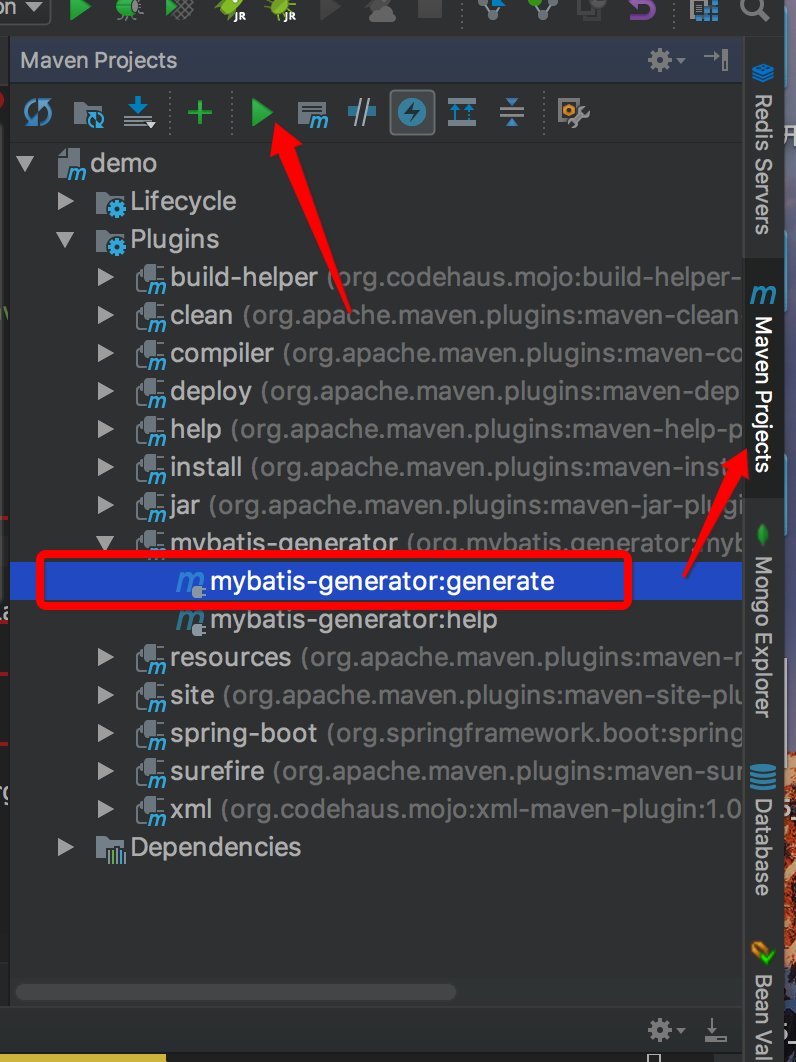 on
JR
JR
Maven Projects
demo
Lifecycle
Plugins
build-helper (org.codehaus.mojo:build-helper-
clean (org.apache.maven.plugins:maven-clean-
compiler (org.apache.maven.plugins:maven-co
deploy (org.apache.maven.plugins:maven-dep
help (org.apache.maven.plugins:maven-help-p
install (org.apache.maven.plugins:maven-inst
jar (org.apache.maven.plugins:maven-jar-plugi
mybatis-generator (org.mybatis.generator:myb
mybatis-generator:generate
mybatis-generator:help
resources (org.apache.maven.plugins:maven-r
site (org.apache.maven.plugins:maven-site-plu
spring-boot (org.springframework.boot:spring
surefire (org.apache.maven.plugins:maven-sur
xml (org.codehaus.mojo:xml-maven-plugin:1.0
Dependencies
Redis Servers
Maven Projects
Mongo Explorer
Database
Bean Val